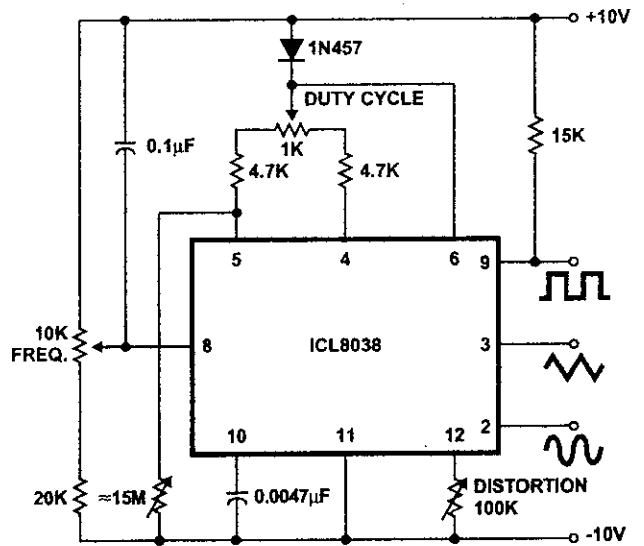 +10V
1N457
DUTY CYCLE
1K
15K
0.1µF
4.7K
4.7K
5
4
6
9
10K
FREQ.
8
ICL8038
3
2
10
11
12
20K
≈15M
0.0047µF
DISTORTION
100K
-10V